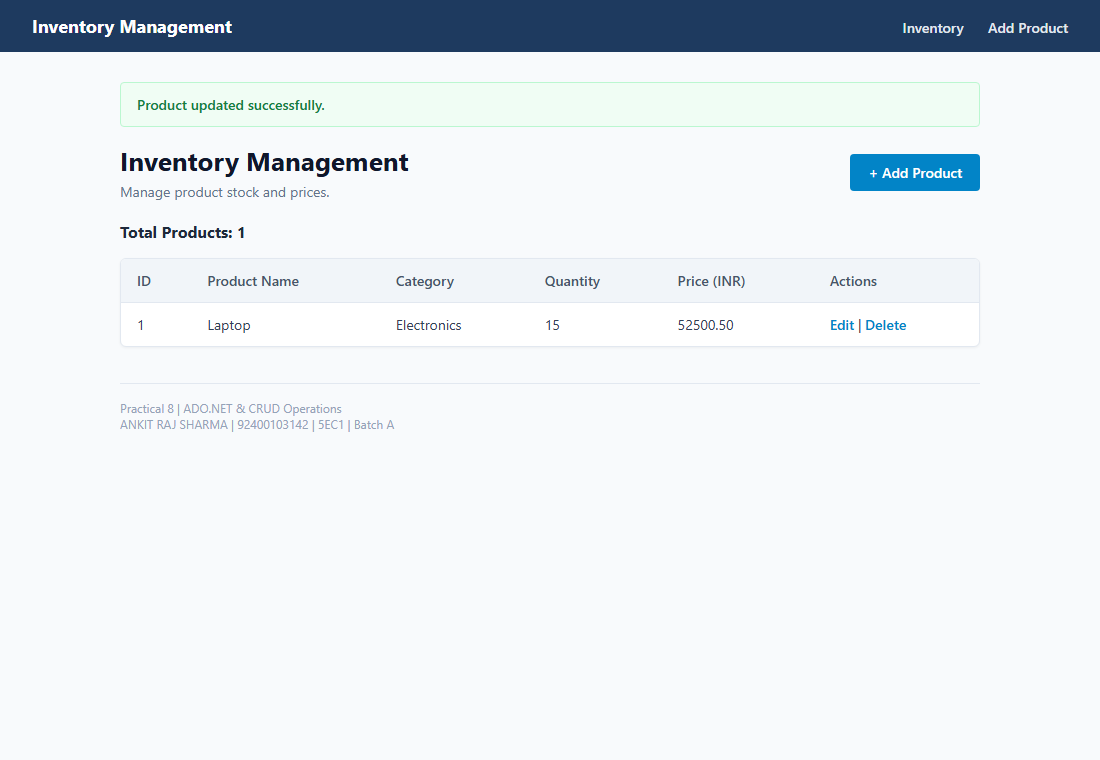 Inventory Management
Inventory Add Product
Product updated successfully.
Inventory Management
+ Add Product
Manage product stock and prices.
Total Products: 1
ID Product Name Category Quantity Price (INR) Actions
1 Laptop Electronics 15 52500.50 Edit | Delete
Practical 8 | ADO.NET & CRUD Operations
ANKIT RAJ SHARMA | 92400103142 | 5EC1 | Batch A